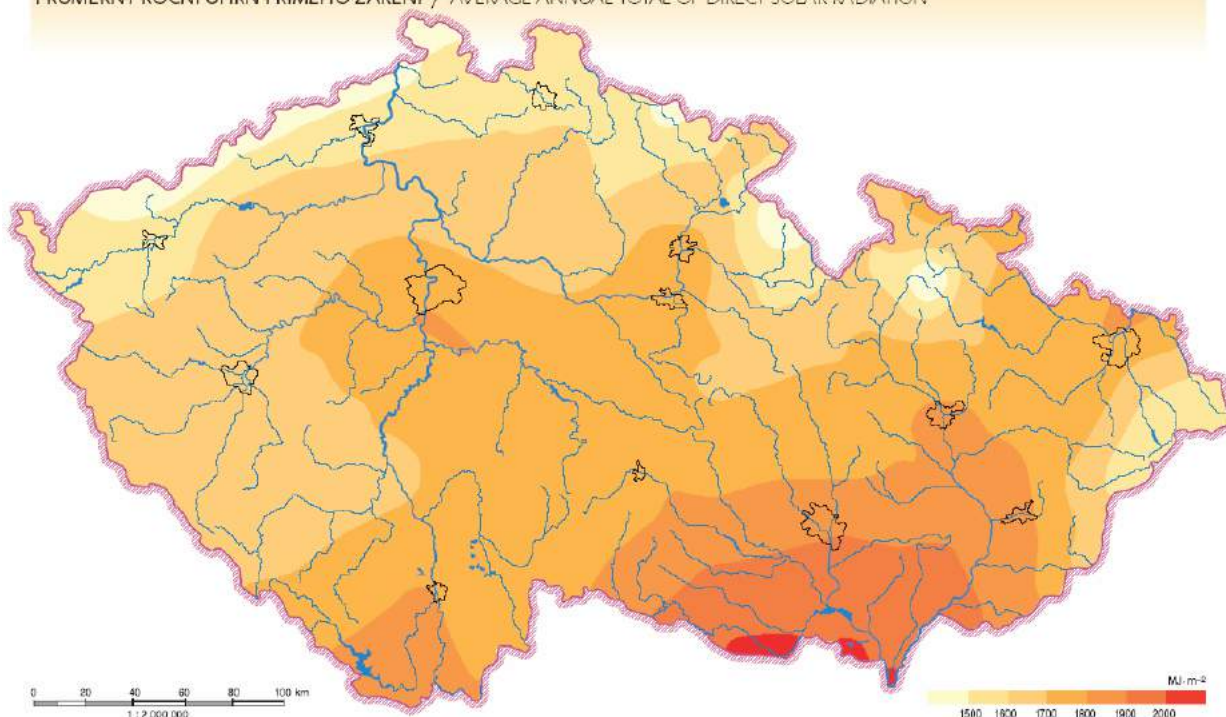 PRŮMĚRNÝ ROČNÍ ÚHRN PŘÍMÉHO ZÁŘENÍ / AVERAGE ANNUAL TOTAL OF DIRECT SOLAR RADIATION
0 20 40 60 80 100 km
1 : 2 000 000
MJ·m⁻²
1500 1600 1700 1800 1900 2000